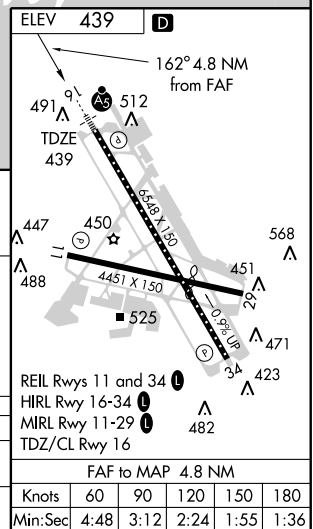 ELEV 439 D
162° 4.8 NM
from FAF
16
A5
491
512
TDZE
439
P
6548 X 150
447
450
P
11
568
488
4451 X 150
451
29
525
0.9% UP
471
P
34
423
REIL Rwys 11 and 34 L
HIRL Rwy 16-34 L
MIRL Rwy 11-29 L
482
TDZ/CL Rwy 16
FAF to MAP 4.8 NM
Knots 60 90 120 150 180
Min:Sec 4:48 3:12 2:24 1:55 1:36